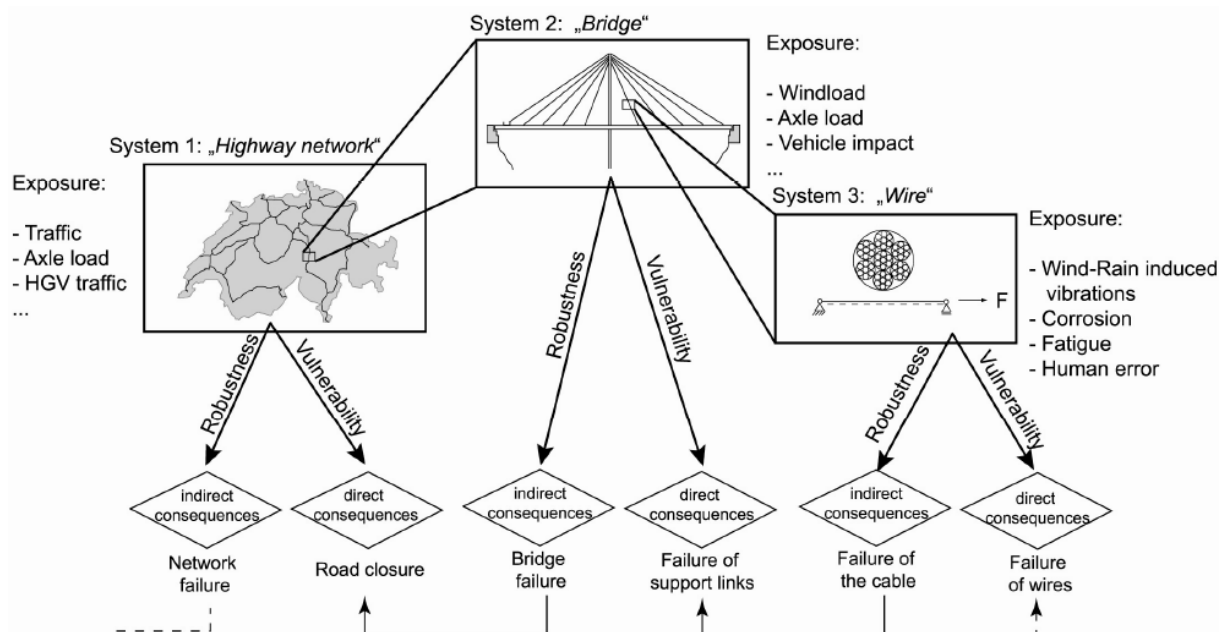 System 2: „Bridge“
Exposure:
- Windload
- Axle load
- Vehicle impact
...
System 1: „Highway network“
Exposure:
- Traffic
- Axle load
- HGV traffic
...
System 3: „Wire“
F
Exposure:
- Wind-Rain induced
vibrations
- Corrosion
- Fatigue
- Human error
Robustness
Vulnerability
Robustness
Vulnerability
Robustness
Vulnerability
indirect
consequences
Network
failure
direct
consequences
Road closure
indirect
consequences
Bridge
failure
direct
consequences
Failure of
support links
indirect
consequences
Failure of
the cable
direct
consequences
Failure
of wires